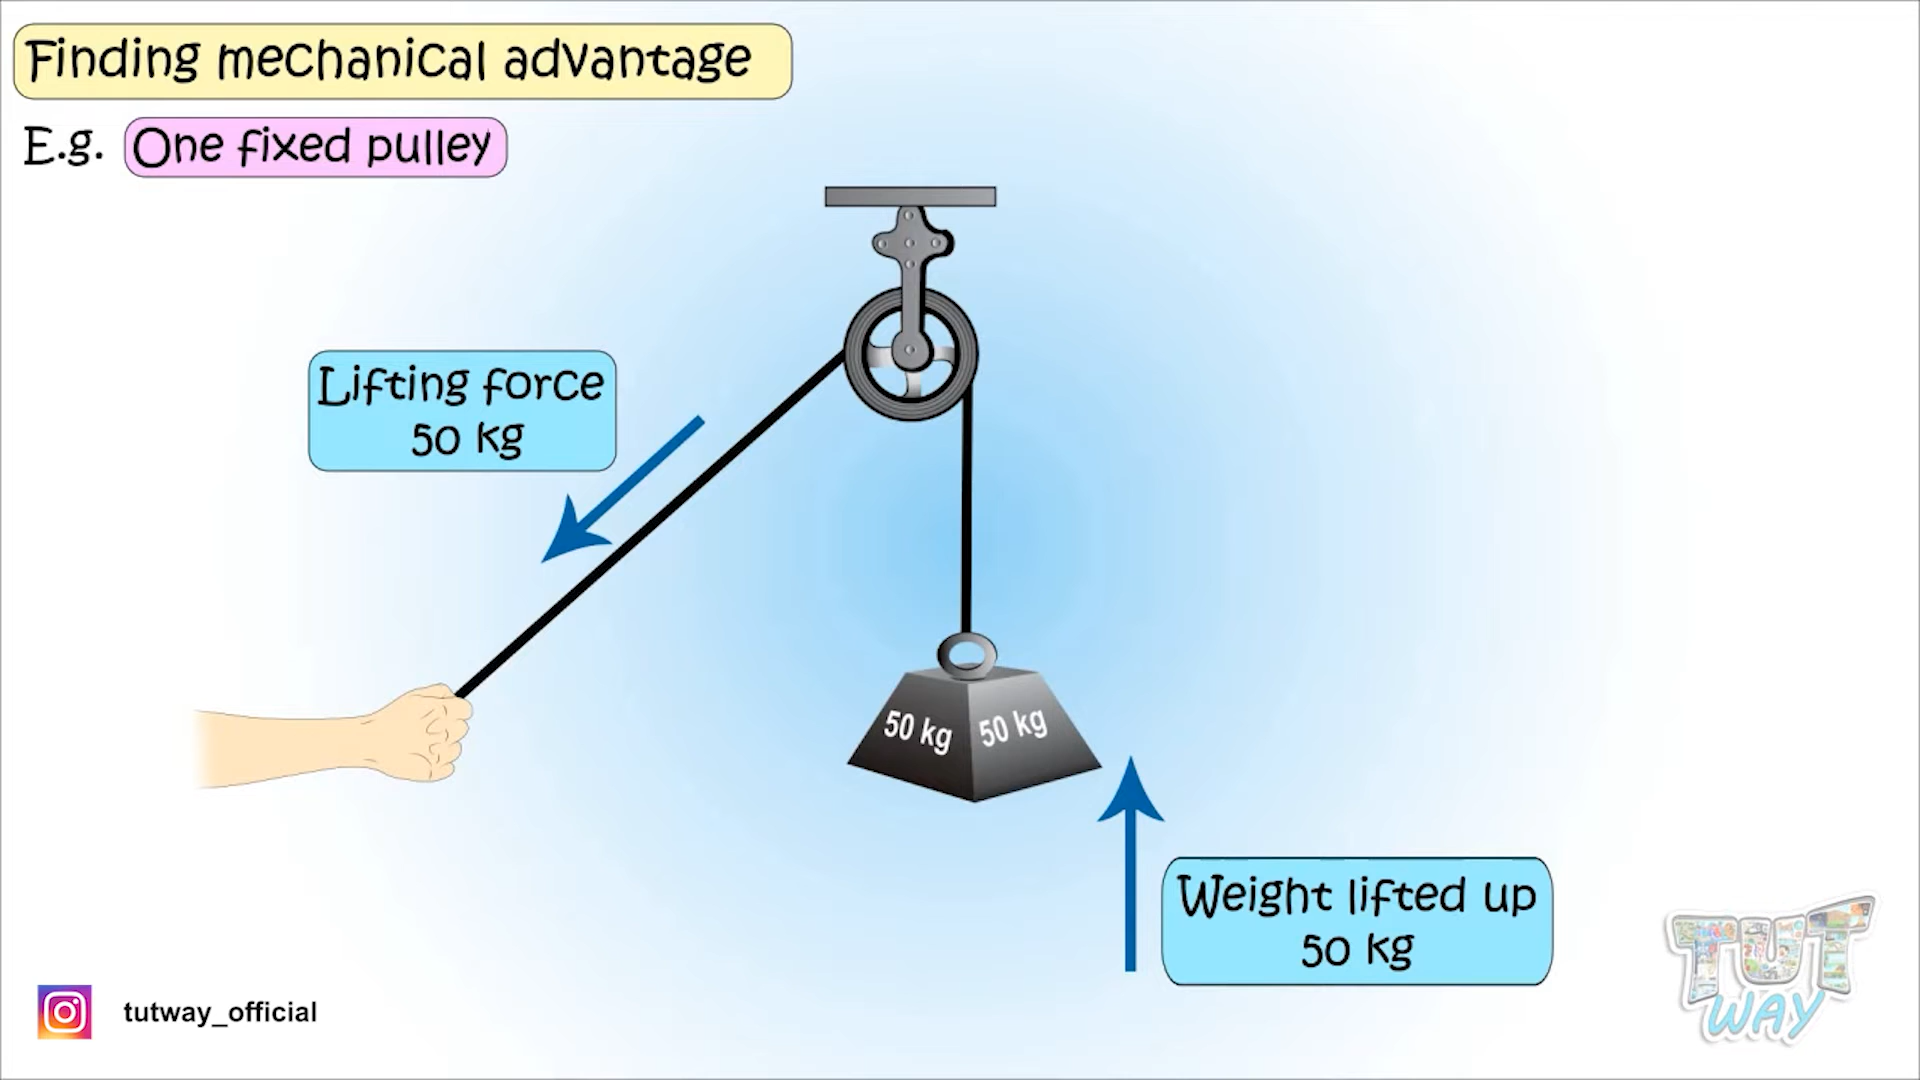 Finding mechanical advantage
E.g. One fixed pulley
Lifting force
50 kg
50 kg 50 kg
Weight lifted up
50 kg
TUT
WAY
tutway_official